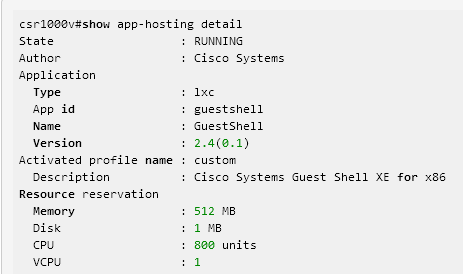 csr1000v#show app-hosting detail
State                  : RUNNING
Author                 : Cisco Systems
Application
  Type                 : lxc
  App id               : guestshell
  Name                 : GuestShell
  Version              : 2.4(0.1)
Activated profile name : custom
  Description          : Cisco Systems Guest Shell XE for x86
Resource reservation
  Memory               : 512 MB
  Disk                 : 1 MB
  CPU                  : 800 units
  VCPU                 : 1